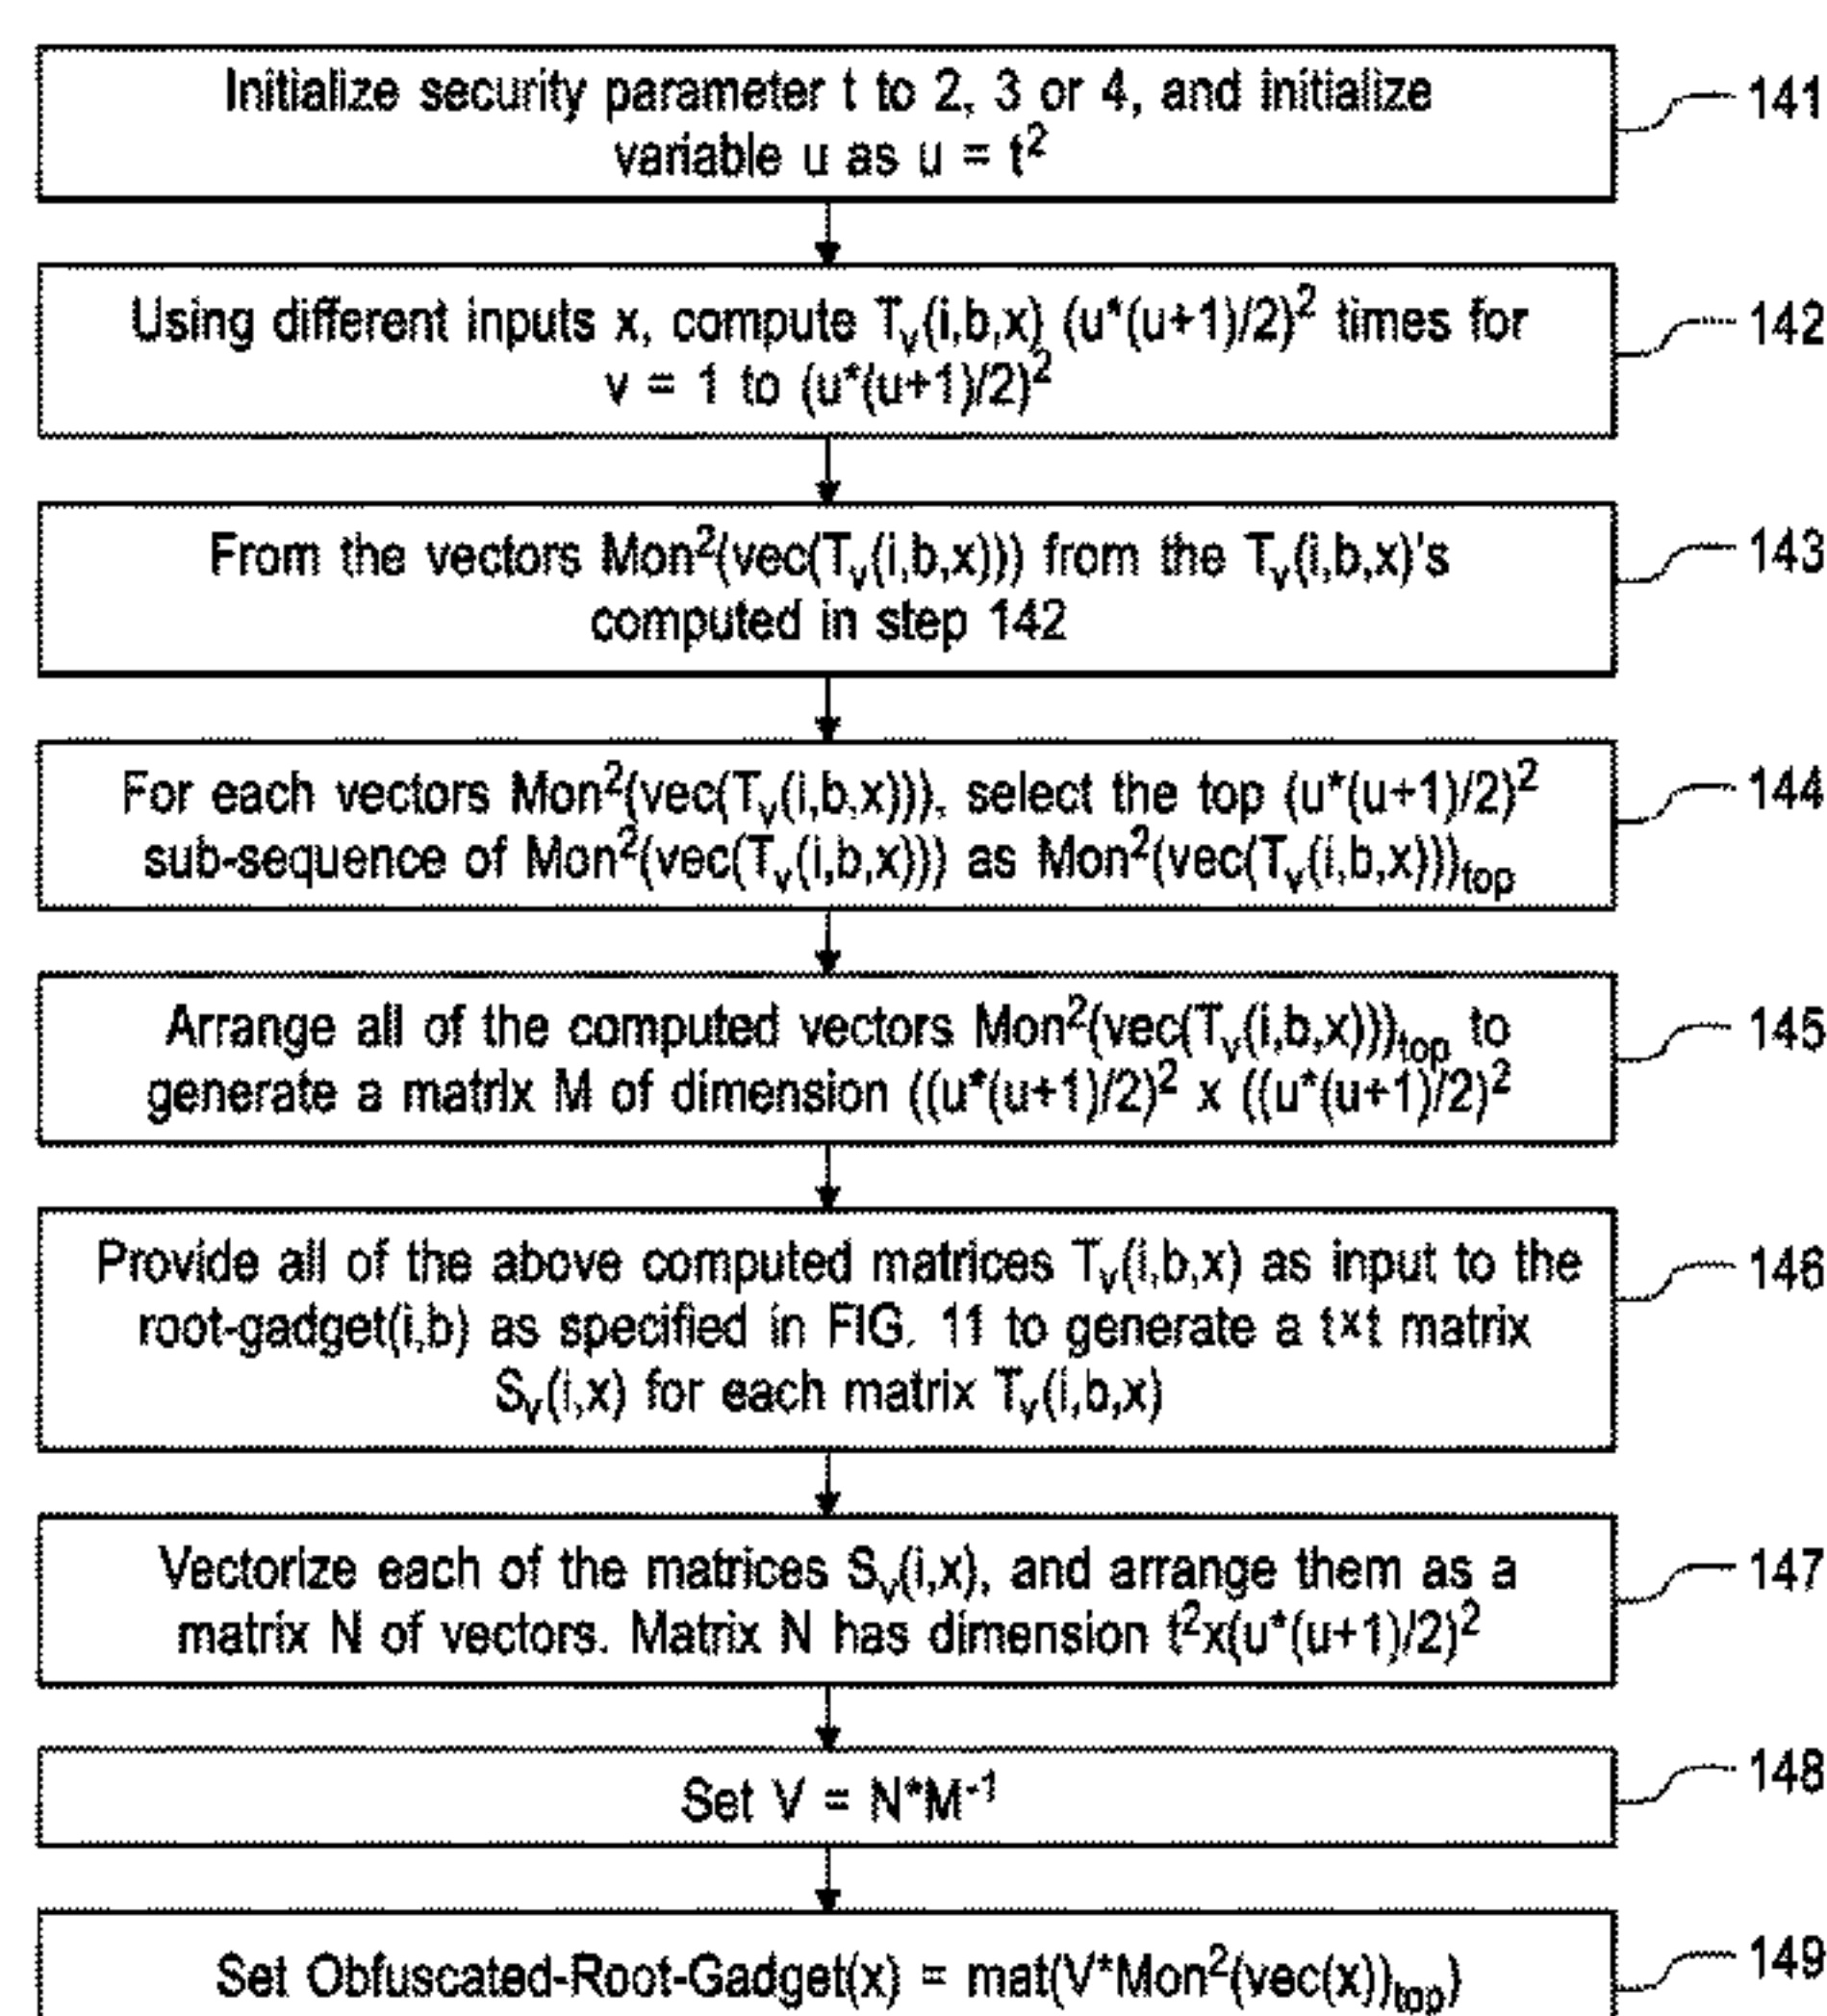 Initialize security parameter t to 2, 3 or 4, and initialize
variable u as u = t²
141
Using different inputs x, compute Tᵥ(i,b,x) (u*(u+1)/2)² times for
v = 1 to (u*(u+1)/2)²
142
From the vectors Mon²(vec(Tᵥ(i,b,x))) from the Tᵥ(i,b,x)'s
computed in step 142
143
For each vectors Mon²(vec(Tᵥ(i,b,x))), select the top (u*(u+1)/2)²
sub-sequence of Mon²(vec(Tᵥ(i,b,x))) as Mon²(vec(Tᵥ(i,b,x)))top
144
Arrange all of the computed vectors Mon²(vec(Tᵥ(i,b,x)))top to
generate a matrix M of dimension ((u*(u+1)/2)² x ((u*(u+1)/2)²
145
Provide all of the above computed matrices Tᵥ(i,b,x) as input to the
root-gadget(i,b) as specified in FIG. 11 to generate a t×t matrix
Sᵥ(i,x) for each matrix Tᵥ(i,b,x)
146
Vectorize each of the matrices Sᵥ(i,x), and arrange them as a
matrix N of vectors. Matrix N has dimension t²x(u*(u+1)/2)²
147
Set V = N*M⁻¹
148
Set Obfuscated-Root-Gadget(x) = mat(V*Mon²(vec(x))top)
149